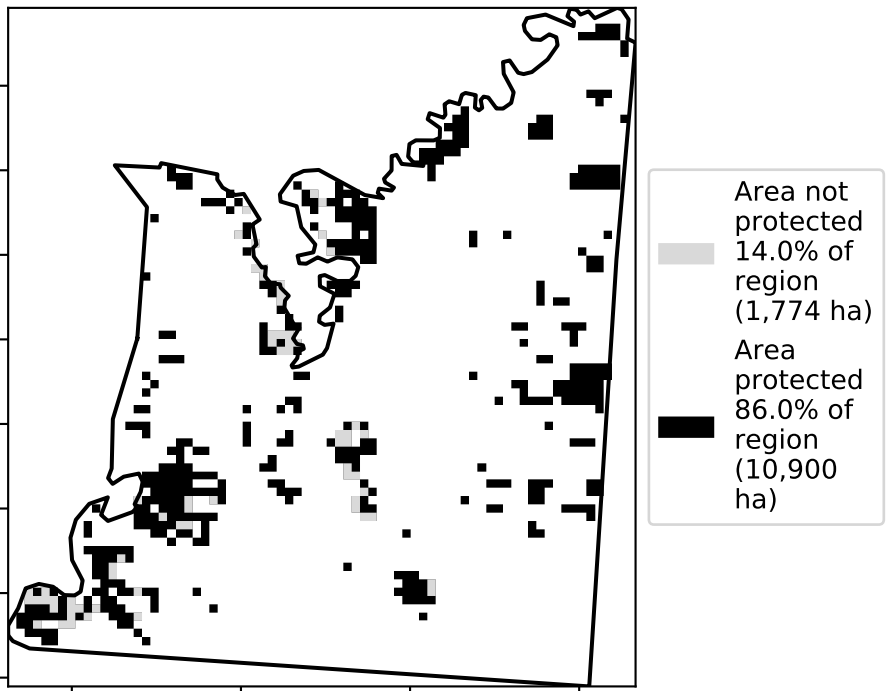 Area not
protected
14.0% of
region
(1,774 ha)
Area
protected
86.0% of
region
(10,900
ha)